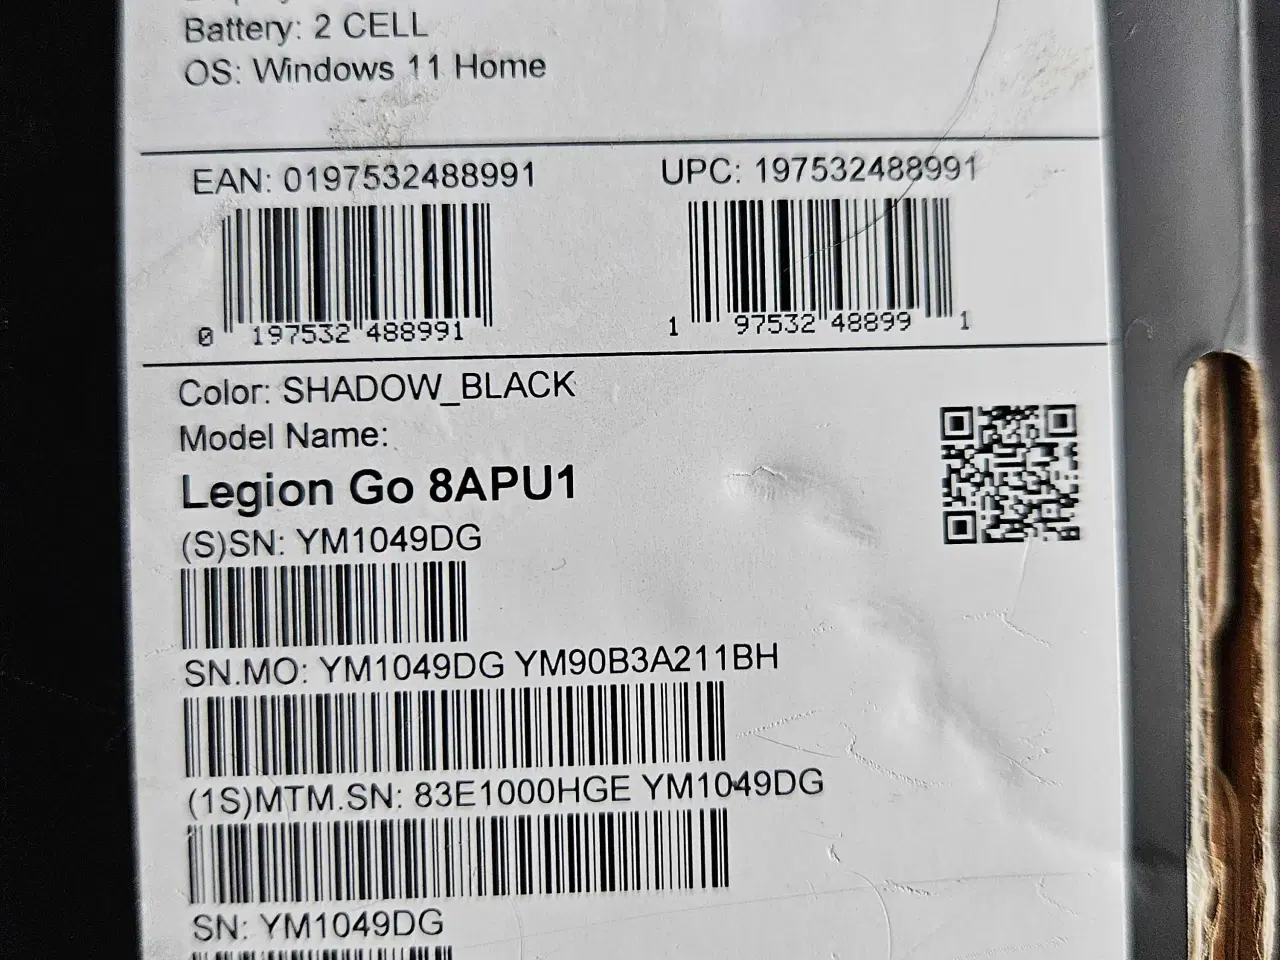 Battery: 2 CELL
OS: Windows 11 Home
EAN: 0197532488991
UPC: 197532488991
0 197532 488991
1 97532 48899 1
Color: SHADOW_BLACK
Model Name:
Legion Go 8APU1
(S)SN: YM1049DG
SN.MO: YM1049DG YM90B3A211BH
(1S)MTM.SN: 83E1000HGE YM1049DG
SN: YM1049DG